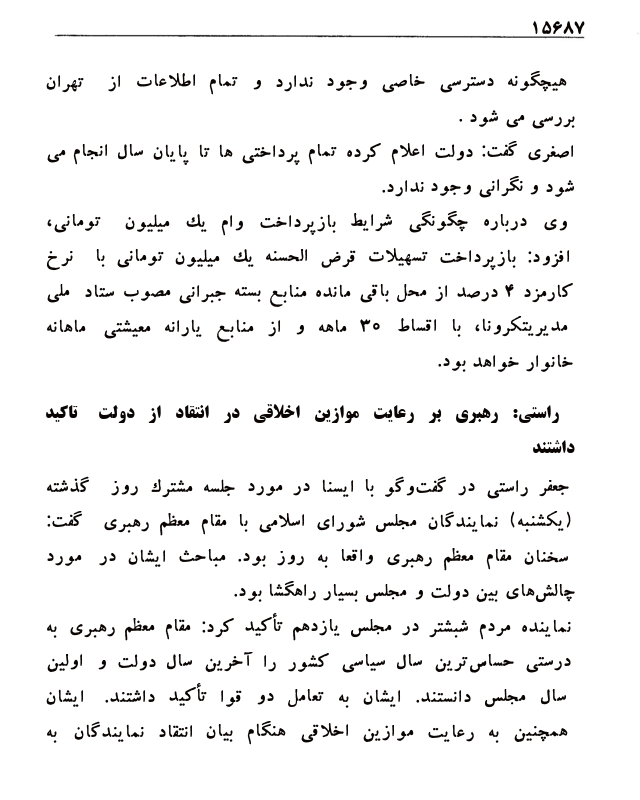 ۱۵۶۸۷
هیچگونه دسترسی خاصی وجود ندارد و تمام اطلاعات از تهران
بررسی می شود .
اصغری گفت: دولت اعلام کرده تمام پرداختی ها تا پایان سال انجام می
شود و نگرانی وجود ندارد.
وی درباره چگونگی شرایط بازپرداخت وام یك میلیون تومانی،
افزود: بازپرداخت تسهیلات قرض الحسنه یك میلیون تومانی با نرخ
کارمزد ۴ درصد از محل باقی مانده منابع بسته جبرانی مصوب ستاد ملی
مدیریتکرونا، با اقساط ۳۰ ماهه و از منابع یارانه معیشتی ماهانه
خانوار خواهد بود.
راستی: رهبری بر رعایت موازین اخلاقی در انتقاد از دولت تاکید
داشتند
جعفر راستی در گفت‌وگو با ایسنا در مورد جلسه مشترك روز گذشته
(یکشنبه) نمایندگان مجلس شورای اسلامی با مقام معظم رهبری گفت:
سخنان مقام معظم رهبری واقعا به روز بود. مباحث ایشان در مورد
چالش‌های بین دولت و مجلس بسیار راهگشا بود.
نماینده مردم شبشتر در مجلس یازدهم تأکید کرد: مقام معظم رهبری به
درستی حساس‌ترین سال سیاسی کشور را آخرین سال دولت و اولین
سال مجلس دانستند. ایشان به تعامل دو قوا تأکید داشتند. ایشان
همچنین به رعایت موازین اخلاقی هنگام بیان انتقاد نمایندگان به